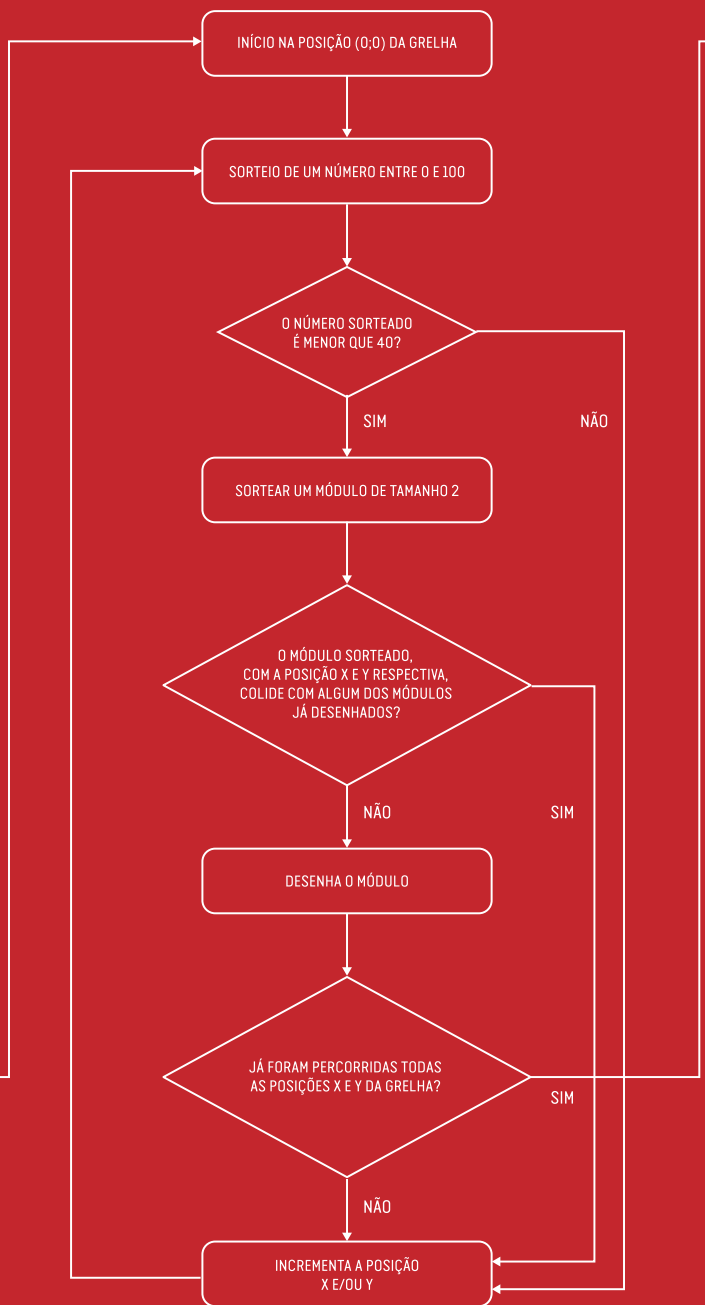 INÍCIO NA POSIÇÃO (0;0) DA GRELHA
SORTEIO DE UM NÚMERO ENTRE 0 E 100
O NÚMERO SORTEADO
É MENOR QUE 40?
SIM
NÃO
SORTEAR UM MÓDULO DE TAMANHO 2
O MÓDULO SORTEADO,
COM A POSIÇÃO X E Y RESPECTIVA,
COLIDE COM ALGUM DOS MÓDULOS
JÁ DESENHADOS?
NÃO
SIM
DESENHA O MÓDULO
JÁ FORAM PERCORRIDAS TODAS
AS POSIÇÕES X E Y DA GRELHA?
SIM
NÃO
INCREMENTA A POSIÇÃO
X E/OU Y